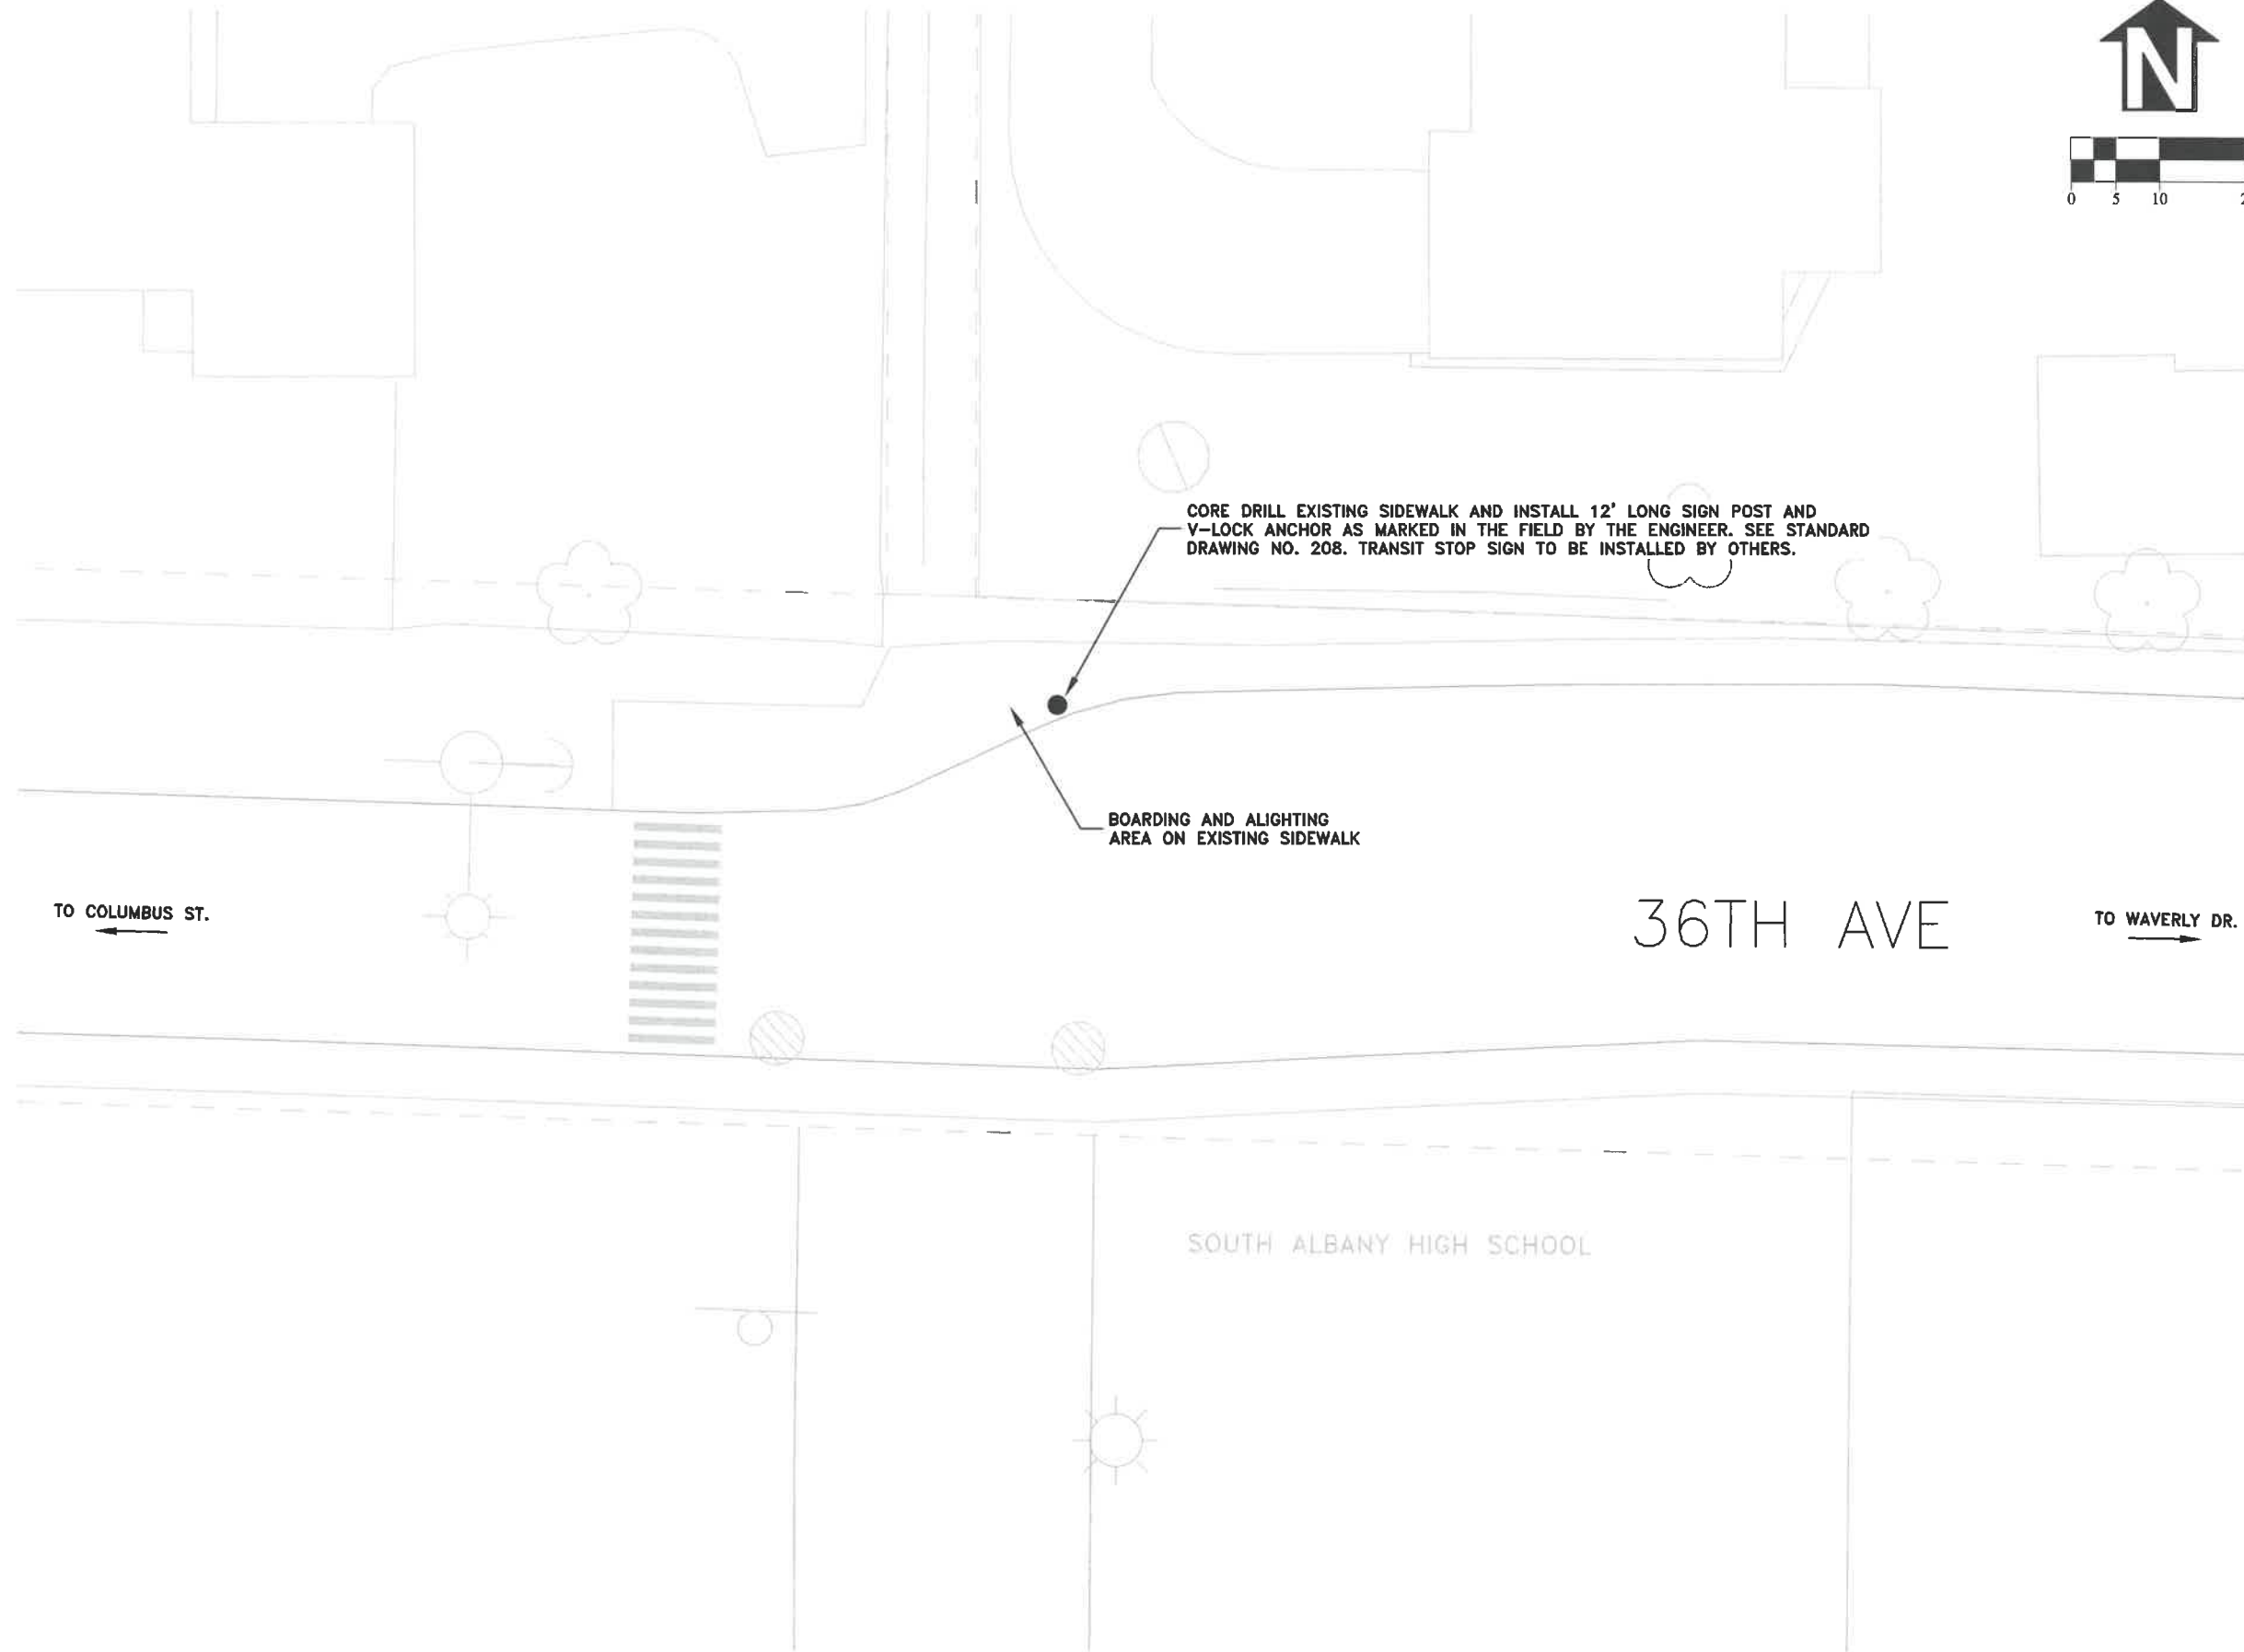 N
0 5 10
CORE DRILL EXISTING SIDEWALK AND INSTALL 12' LONG SIGN POST AND
V-LOCK ANCHOR AS MARKED IN THE FIELD BY THE ENGINEER. SEE STANDARD
DRAWING NO. 208. TRANSIT STOP SIGN TO BE INSTALLED BY OTHERS.
BOARDING AND ALIGHTING
AREA ON EXISTING SIDEWALK
TO COLUMBUS ST.
36TH AVE
TO WAVERLY DR.
SOUTH ALBANY HIGH SCHOOL